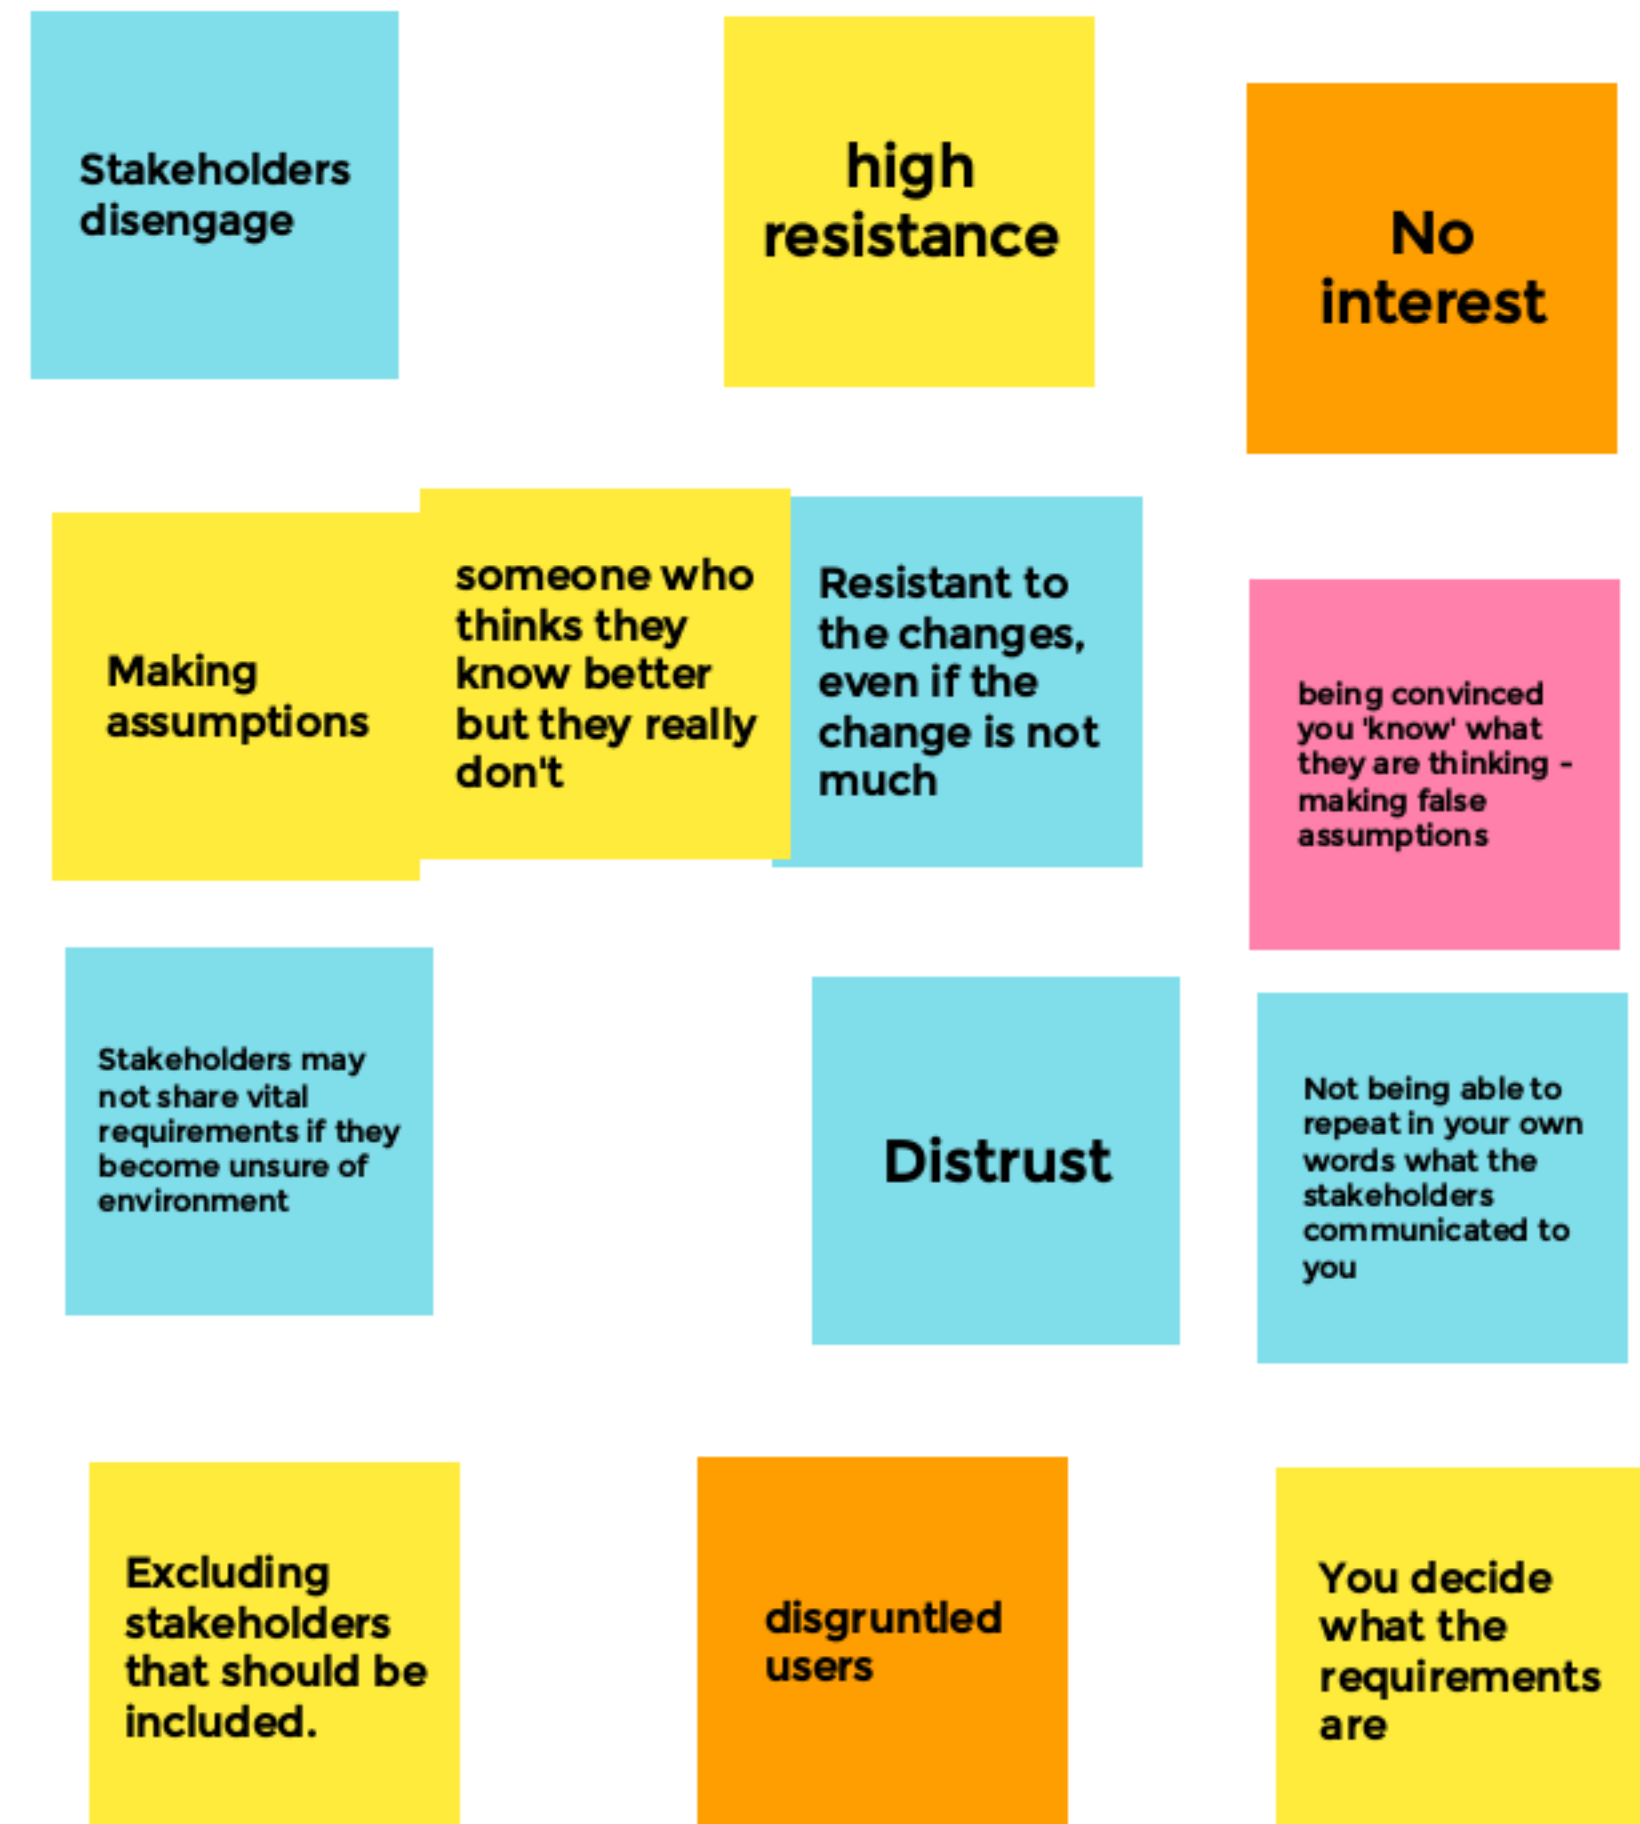 Stakeholders
disengage
high
resistance
No
interest
Making
assumptions
someone who
thinks they
know better
but they really
don't
Resistant to
the changes,
even if the
change is not
much
being convinced
you 'know' what
they are thinking -
making false
assumptions
Stakeholders may
not share vital
requirements if they
become unsure of
environment
Distrust
Not being able to
repeat in your own
words what the
stakeholders
communicated to
you
Excluding
stakeholders
that should be
included.
disgruntled
users
You decide
what the
requirements
are